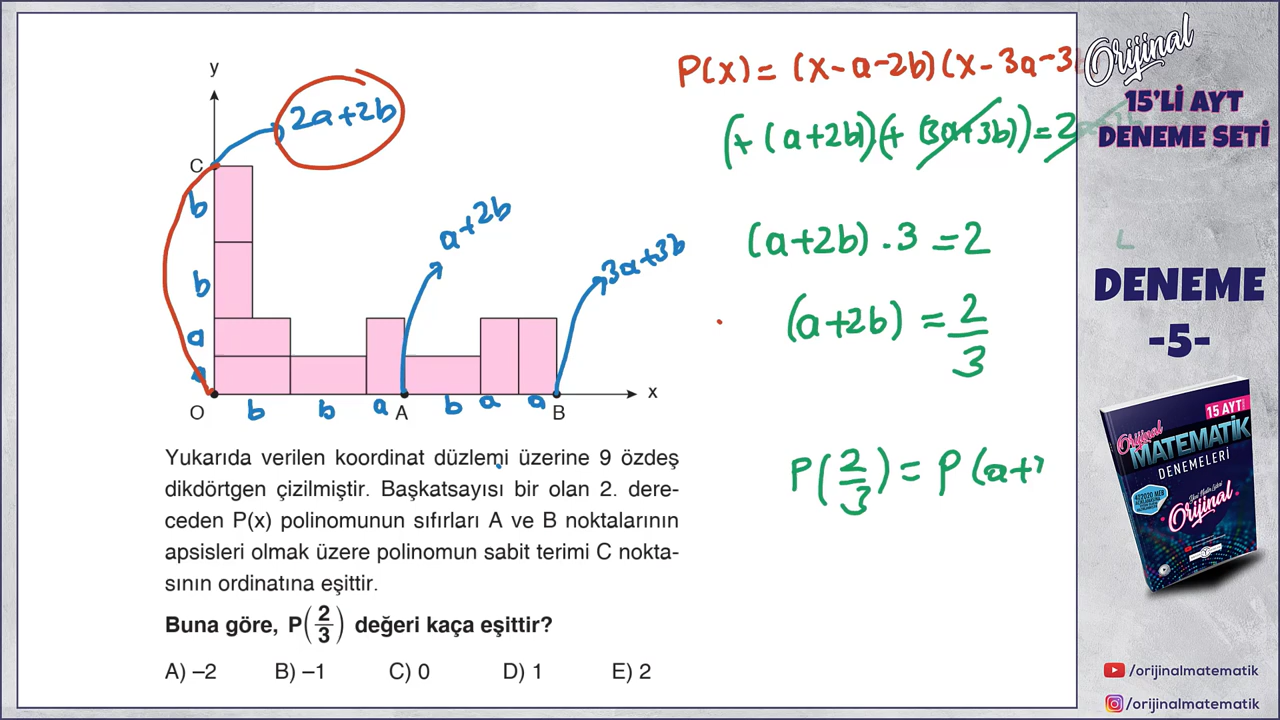 y
2a+2b
C
b
b
a
a
a+2b
3a+3b
O
b
b
a
A
b
a
a
B
x
P(x) = (x-a-2b)(x-3a-3
(+(a+2b))(+(3a+3b))=2
(a+2b).3 =2
(a+2b) = 2/3
P(2/3) = P(a+
Yukarıda verilen koordinat düzlemi üzerine 9 özdeş
dikdörtgen çizilmiştir. Başkatsayısı bir olan 2. dere-
ceden P(x) polinomunun sıfırları A ve B noktalarının
apsisleri olmak üzere polinomun sabit terimi C nokta-
sının ordinatına eşittir.
Buna göre, P(2/3) değeri kaça eşittir?
A) –2 B) –1 C) 0 D) 1 E) 2
Orijinal
15'Lİ AYT
DENEME SETİ
DENEME
-5-
15 AYT
Orijinal
MATEMATİK
DENEMELERİ
Orijinal
/orijinalmatematik
/orijinalmatematik